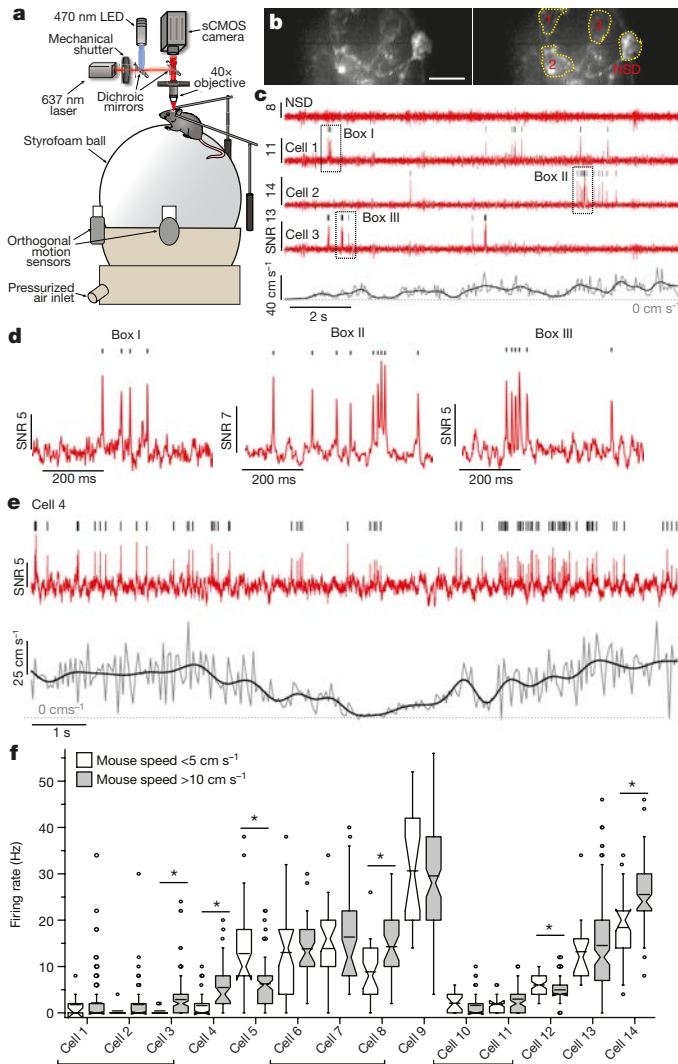 a
470 nm LED
sCMOS
camera
Mechanical
shutter
40×
objective
637 nm
laser
Dichroic
mirrors
Styrofoam ball
Orthogonal
motion
sensors
Pressurized
air inlet
b
1
2
3
NSD
c
8
NSD
Box I
11
Cell 1
14
Cell 2
Box II
SNR 13
Cell 3
Box III
40 cm s⁻¹
2 s
0 cm s⁻¹
d
Box I
Box II
Box III
SNR 5
200 ms
SNR 7
200 ms
SNR 5
200 ms
e
Cell 4
SNR 5
25 cm s⁻¹
0 cms⁻¹
1 s
f
Mouse speed <5 cm s⁻¹
Mouse speed >10 cm s⁻¹
Firing rate (Hz)
50
40
30
20
10
0
* * * * * *
Cell 1
Cell 2
Cell 3
Cell 4
Cell 5
Cell 6
Cell 7
Cell 8
Cell 9
Cell 10
Cell 11
Cell 12
Cell 13
Cell 14